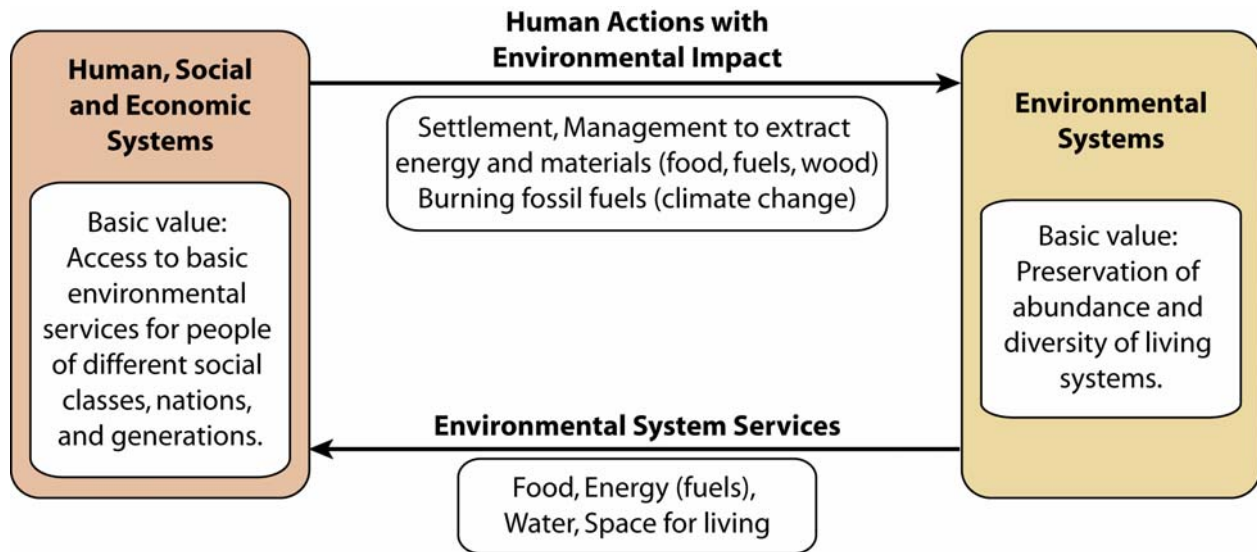 Human, Social
and Economic
Systems
Basic value:
Access to basic
environmental
services for people
of different social
classes, nations,
and generations.
Human Actions with
Environmental Impact
Settlement, Management to extract
energy and materials (food, fuels, wood)
Burning fossil fuels (climate change)
Environmental System Services
Food, Energy (fuels),
Water, Space for living
Environmental
Systems
Basic value:
Preservation of
abundance and
diversity of living
systems.